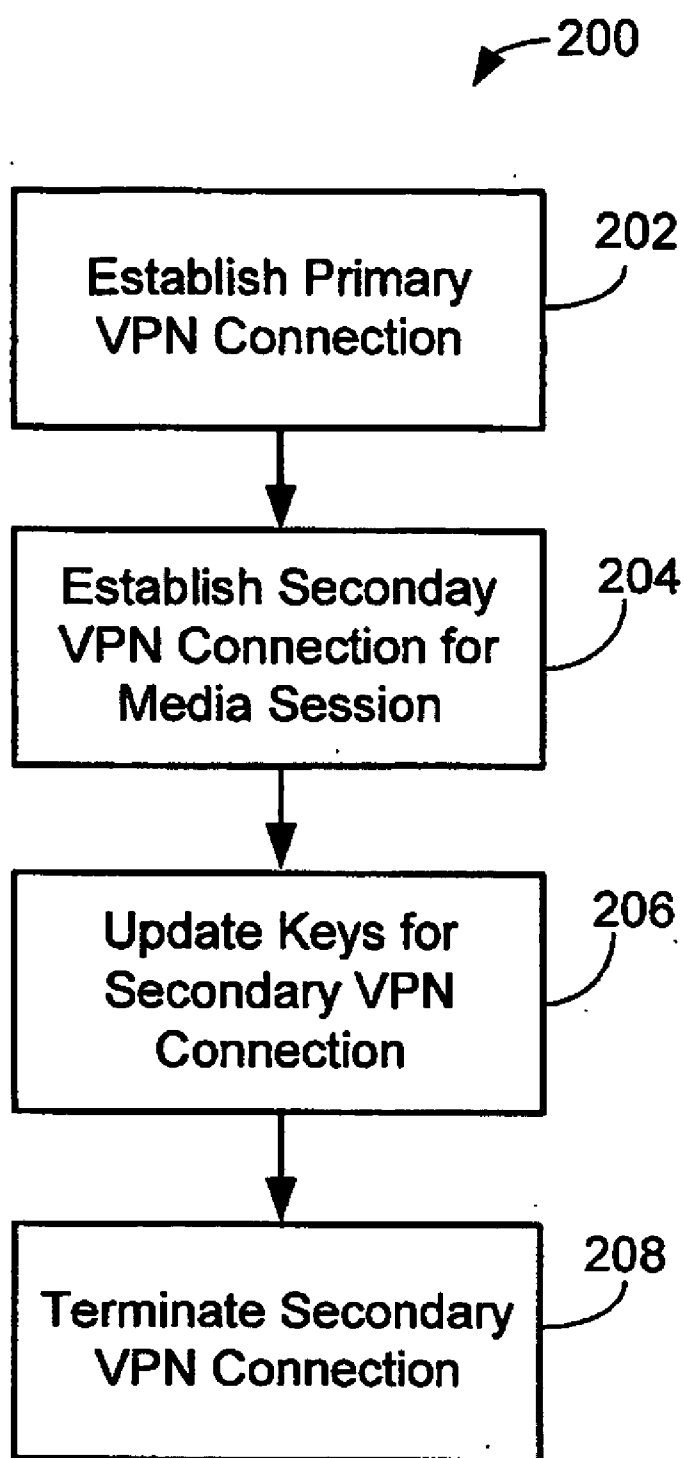 200
Establish Primary
VPN Connection
202
Establish Seconday
VPN Connection for
Media Session
204
Update Keys for
Secondary VPN
Connection
206
Terminate Secondary
VPN Connection
208